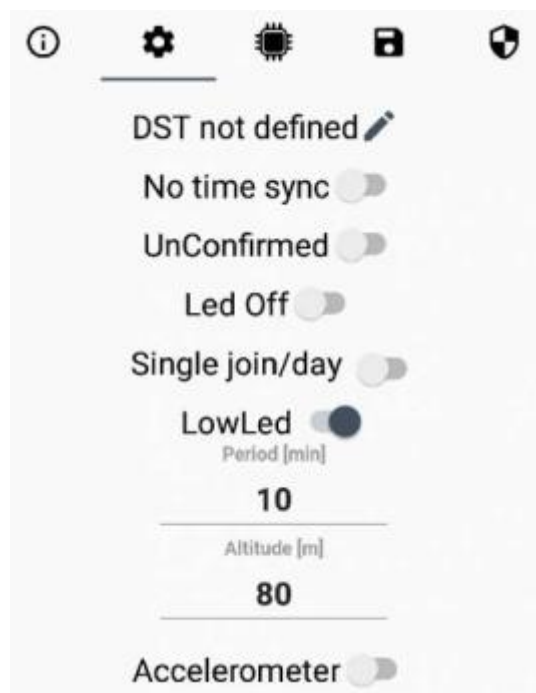 DST not defined
No time sync
UnConfirmed
Led Off
Single join/day
LowLed
Period [min]
10
Altitude [m]
80
Accelerometer